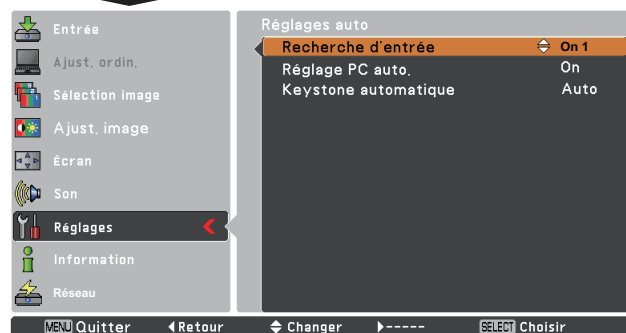 Entrée
Ajust. ordin.
Sélection image
Ajust. image
Écran
Son
Réglages
Information
Réseau
Réglages auto
Recherche d'entrée On 1
Réglage PC auto. On
Keystone automatique Auto
MENU Quitter Retour Changer ----- SELECT Choisir